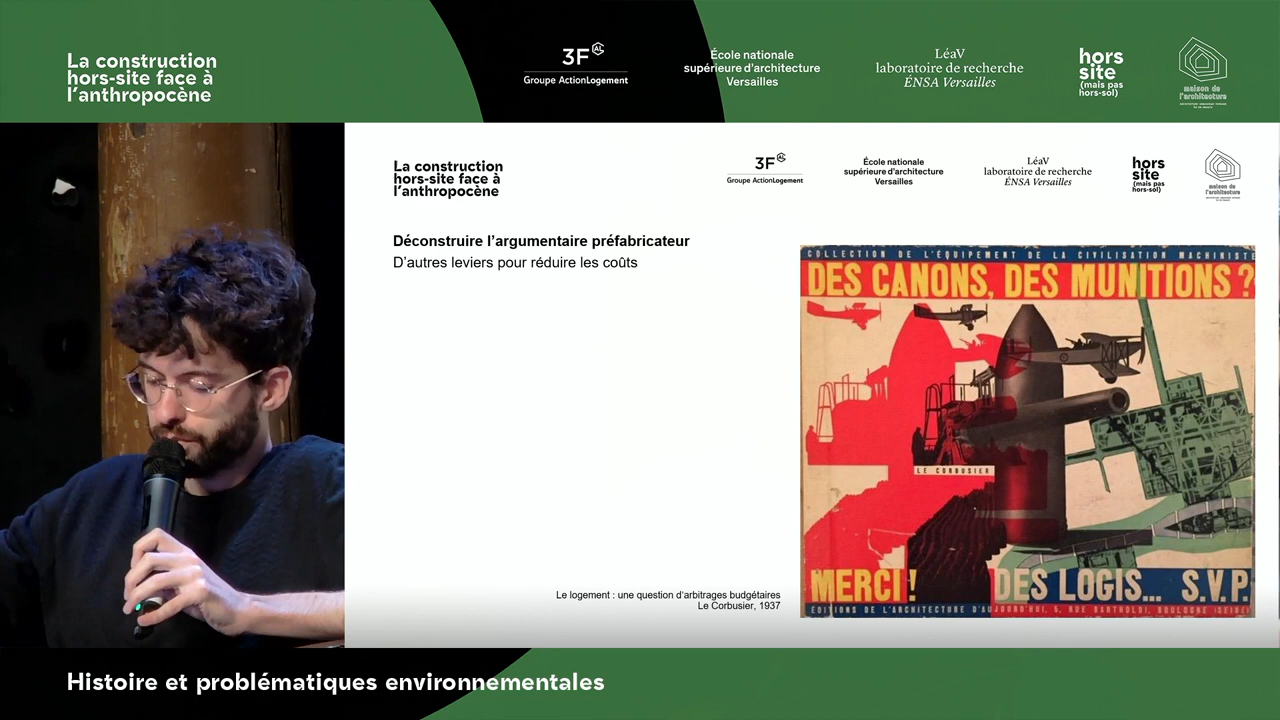 La construction
hors-site face à
l'anthropocène
3F
Groupe ActionLogement
École nationale
supérieure d'architecture
Versailles
LéaV
laboratoire de recherche
ÉNSA Versailles
hors
site
(mais pas
hors-sol)
maison de
l'architecture
La construction
hors-site face à
l'anthropocène
3F
Groupe ActionLogement
École nationale
supérieure d'architecture
Versailles
LéaV
laboratoire de recherche
ÉNSA Versailles
hors
site
(mais pas
hors-sol)
maison de
l'architecture
Déconstruire l'argumentaire préfabricateur
D'autres leviers pour réduire les coûts
COLLECTION DE L'ÉQUIPEMENT DE LA CIVILISATION MACHINISTE
DES CANONS, DES MUNITIONS ?
LE CORBUSIER
MERCI ! DES LOGIS... S.V.P.
ÉDITIONS DE L'ARCHITECTURE D'AUJOURD'HUI, 5, RUE BARTHOLDI, BOULOGNE (SEINE)
Le logement : une question d'arbitrages budgétaires
Le Corbusier, 1937
Histoire et problématiques environnementales